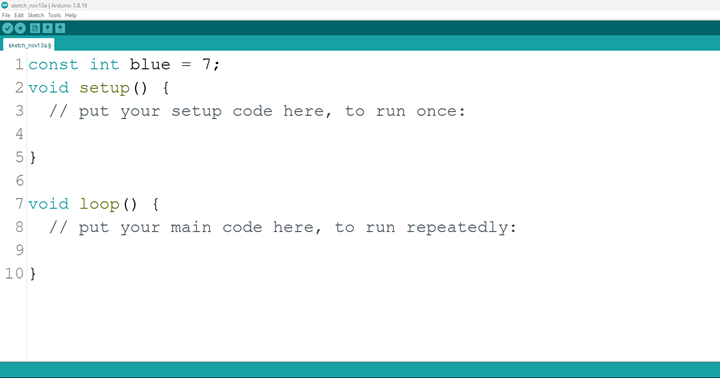 sketch_nov13a | Arduino 1.8.19
File Edit Sketch Tools Help
sketch_nov13a §
1 const int blue = 7;
2 void setup() {
3 // put your setup code here, to run once:
4
5 }
6
7 void loop() {
8 // put your main code here, to run repeatedly:
9
10 }